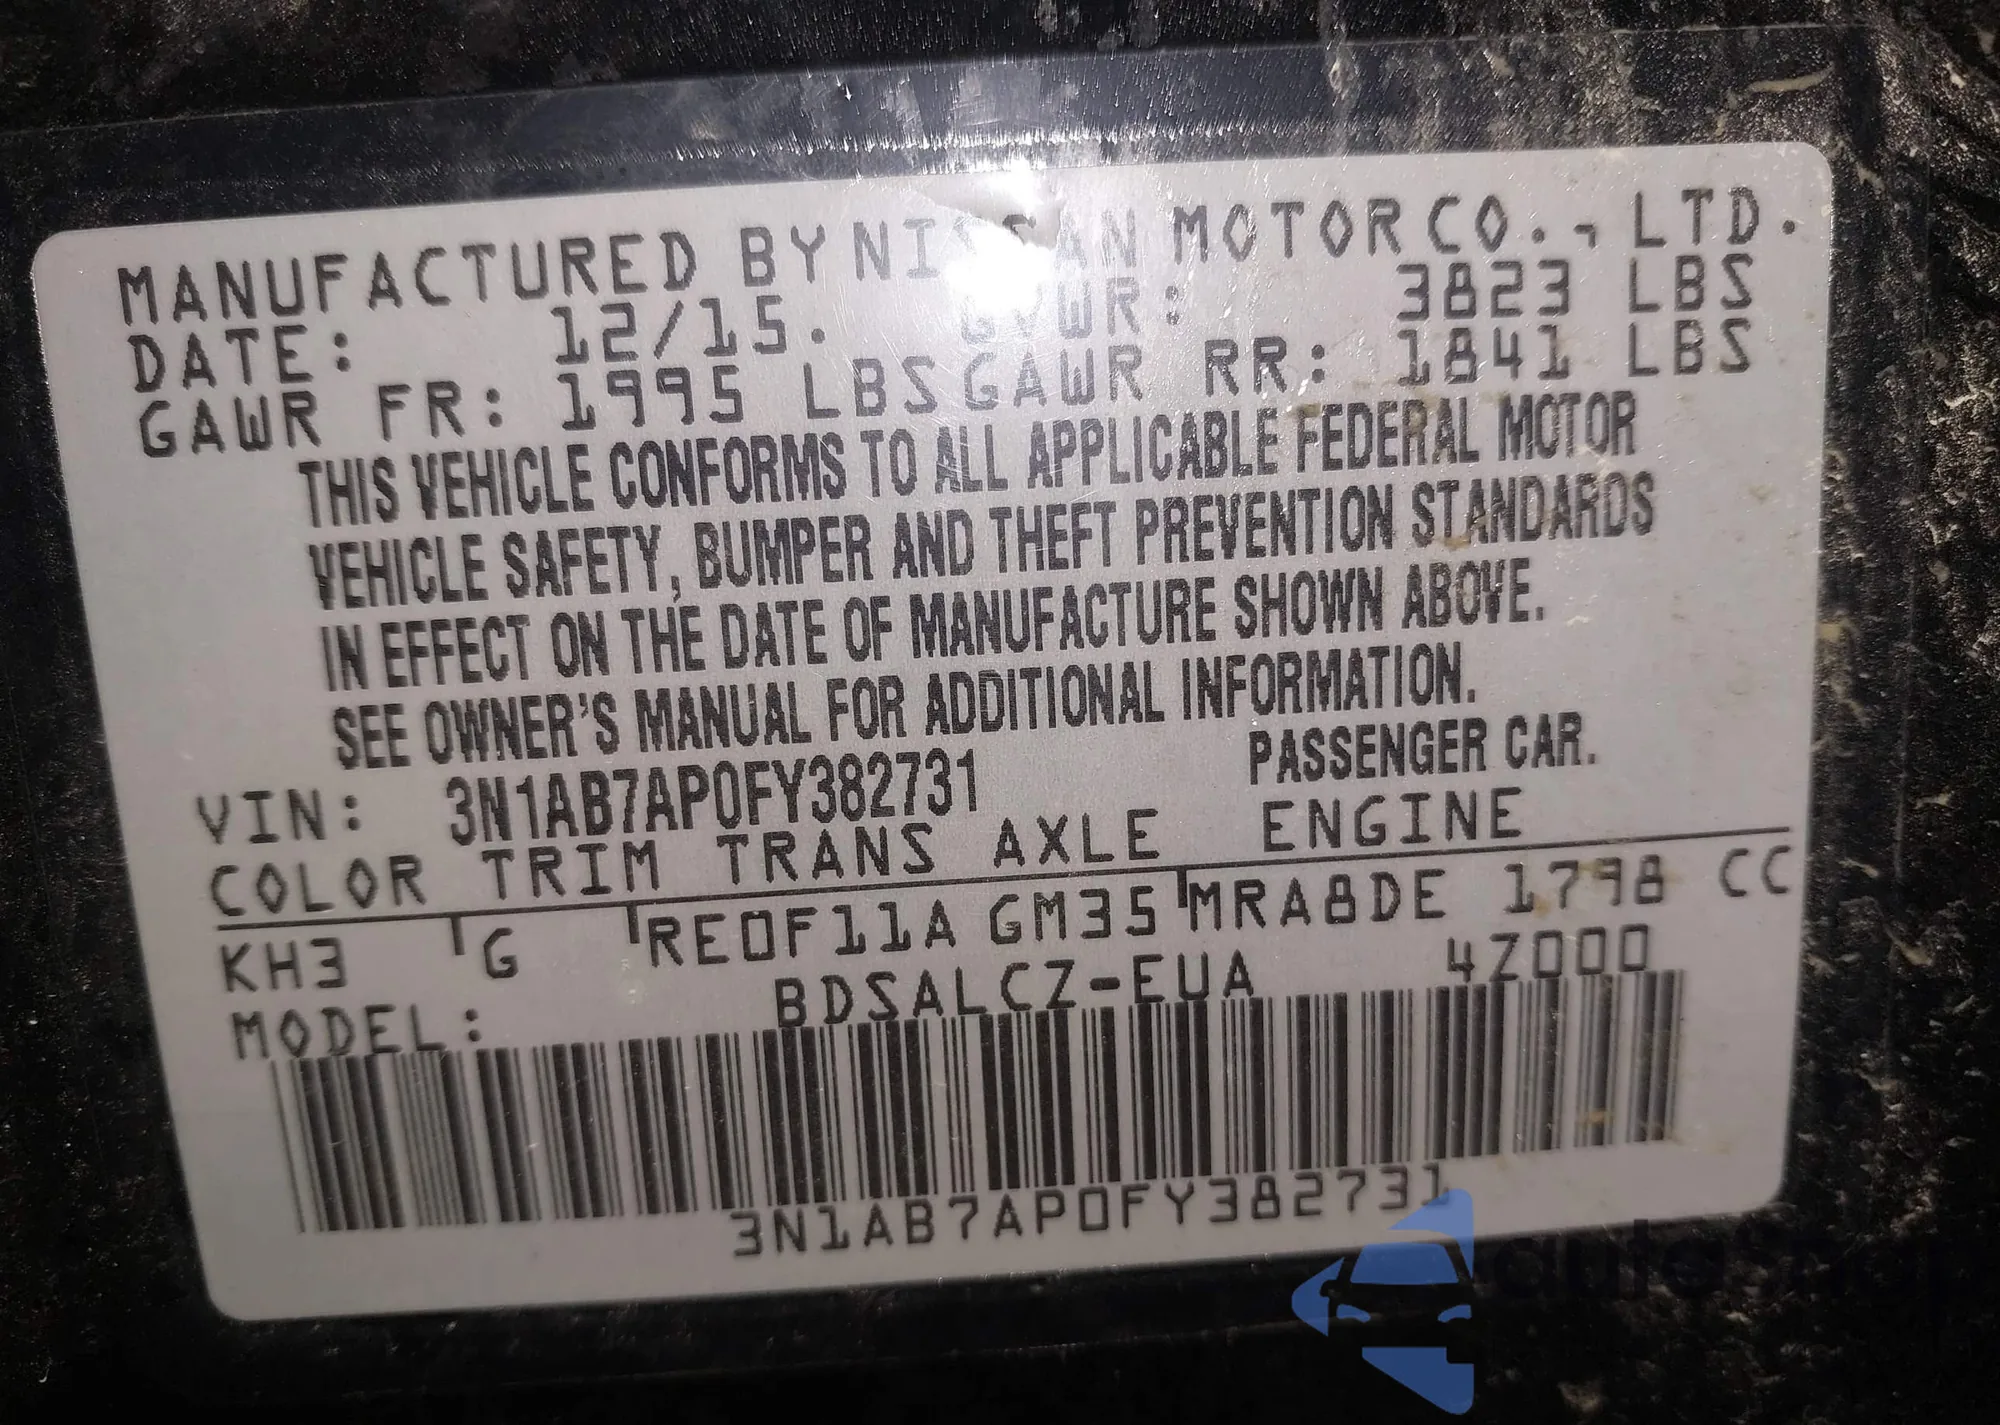 MANUFACTURED BY NISSAN MOTOR CO., LTD.
DATE: 12/15. GVWR: 3823 LBS
GAWR FR: 1995 LBS GAWR RR: 1841 LBS
THIS VEHICLE CONFORMS TO ALL APPLICABLE FEDERAL MOTOR
VEHICLE SAFETY, BUMPER AND THEFT PREVENTION STANDARDS
IN EFFECT ON THE DATE OF MANUFACTURE SHOWN ABOVE.
SEE OWNER'S MANUAL FOR ADDITIONAL INFORMATION.
VIN: 3N1AB7AP0FY382731 PASSENGER CAR.
COLOR TRIM TRANS AXLE ENGINE
KH3 G RE0F11A GM35 MRA8DE 1798 CC
MODEL: BDSALCZ-EUA 4Z000
3N1AB7AP0FY382731